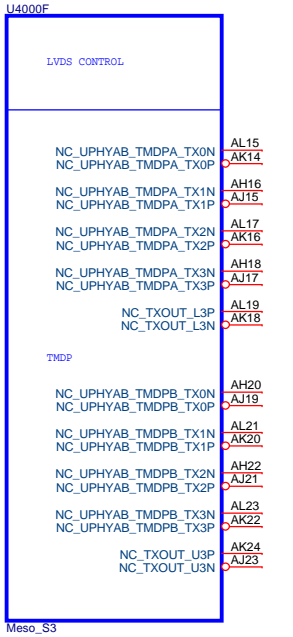 U4000F
LVDS CONTROL
NC_UPHYAB_TMDPA_TX0N AL15
NC_UPHYAB_TMDPA_TX0P AK14
NC_UPHYAB_TMDPA_TX1N AH16
NC_UPHYAB_TMDPA_TX1P AJ15
NC_UPHYAB_TMDPA_TX2N AL17
NC_UPHYAB_TMDPA_TX2P AK16
NC_UPHYAB_TMDPA_TX3N AH18
NC_UPHYAB_TMDPA_TX3P AJ17
NC_TXOUT_L3P AL19
NC_TXOUT_L3N AK18
TMDP
NC_UPHYAB_TMDPB_TX0N AH20
NC_UPHYAB_TMDPB_TX0P AJ19
NC_UPHYAB_TMDPB_TX1N AL21
NC_UPHYAB_TMDPB_TX1P AK20
NC_UPHYAB_TMDPB_TX2N AH22
NC_UPHYAB_TMDPB_TX2P AJ21
NC_UPHYAB_TMDPB_TX3N AL23
NC_UPHYAB_TMDPB_TX3P AK22
NC_TXOUT_U3P AK24
NC_TXOUT_U3N AJ23
Meso_S3